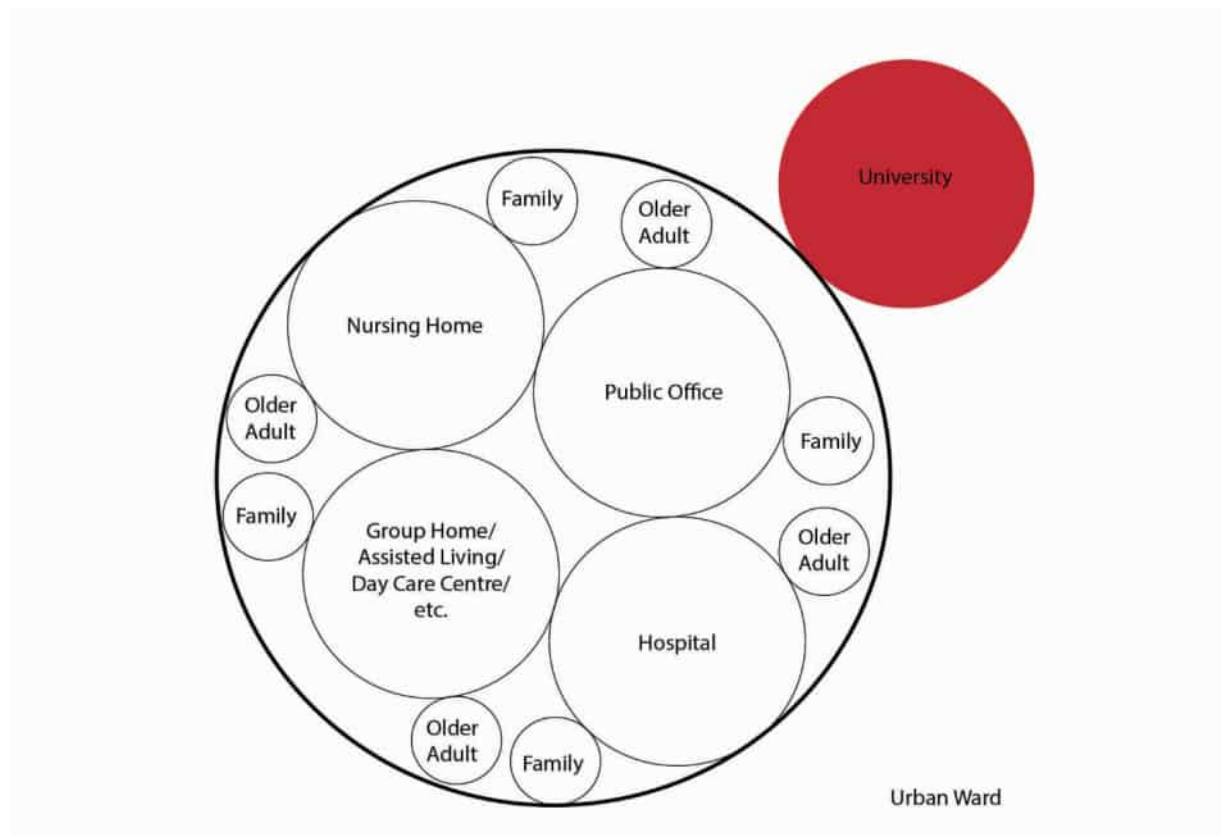 University
Family
Older
Adult
Nursing Home
Public Office
Older
Adult
Family
Family
Group Home/
Assisted Living/
Day Care Centre/
etc.
Older
Adult
Hospital
Older
Adult
Family
Urban Ward